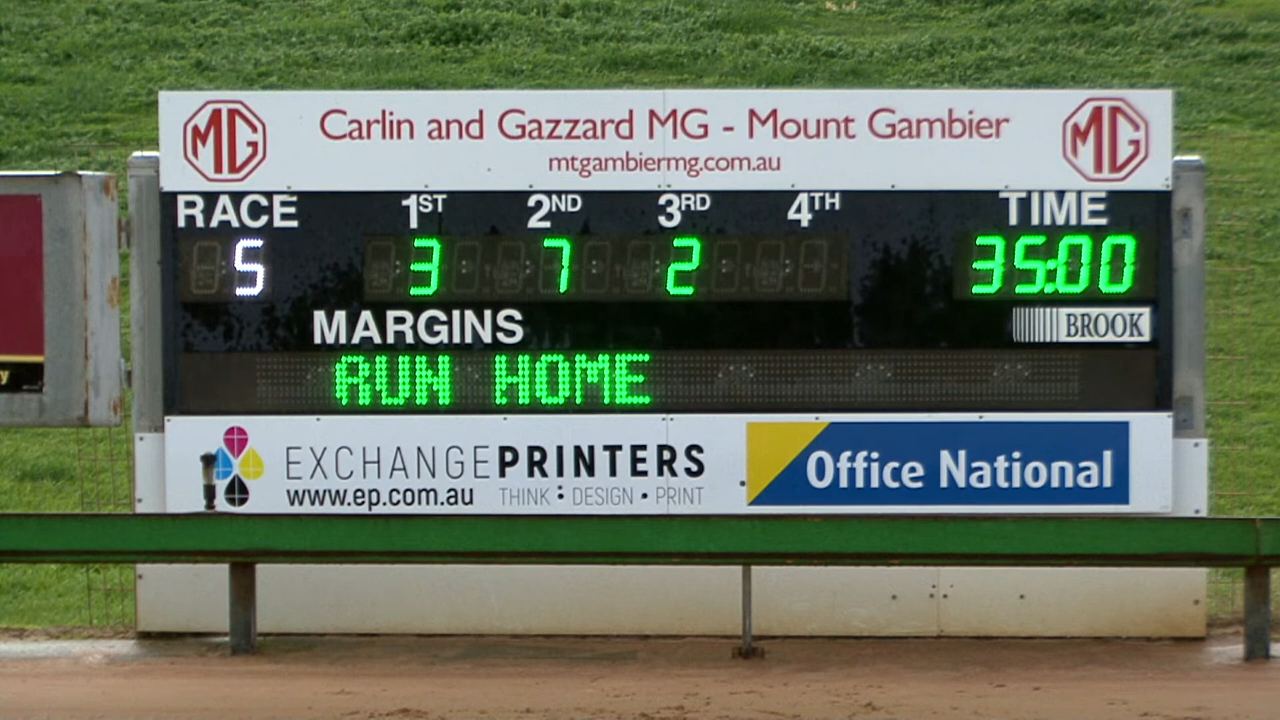 MG Carlin and Gazzard MG - Mount Gambier MG
mtgambiermg.com.au
RACE 1ST 2ND 3RD 4TH TIME
5 3 7 2 35:00
MARGINS BROOK
RUN HOME
y
EXCHANGEPRINTERS Office National
www.ep.com.au THINK : DESIGN • PRINT